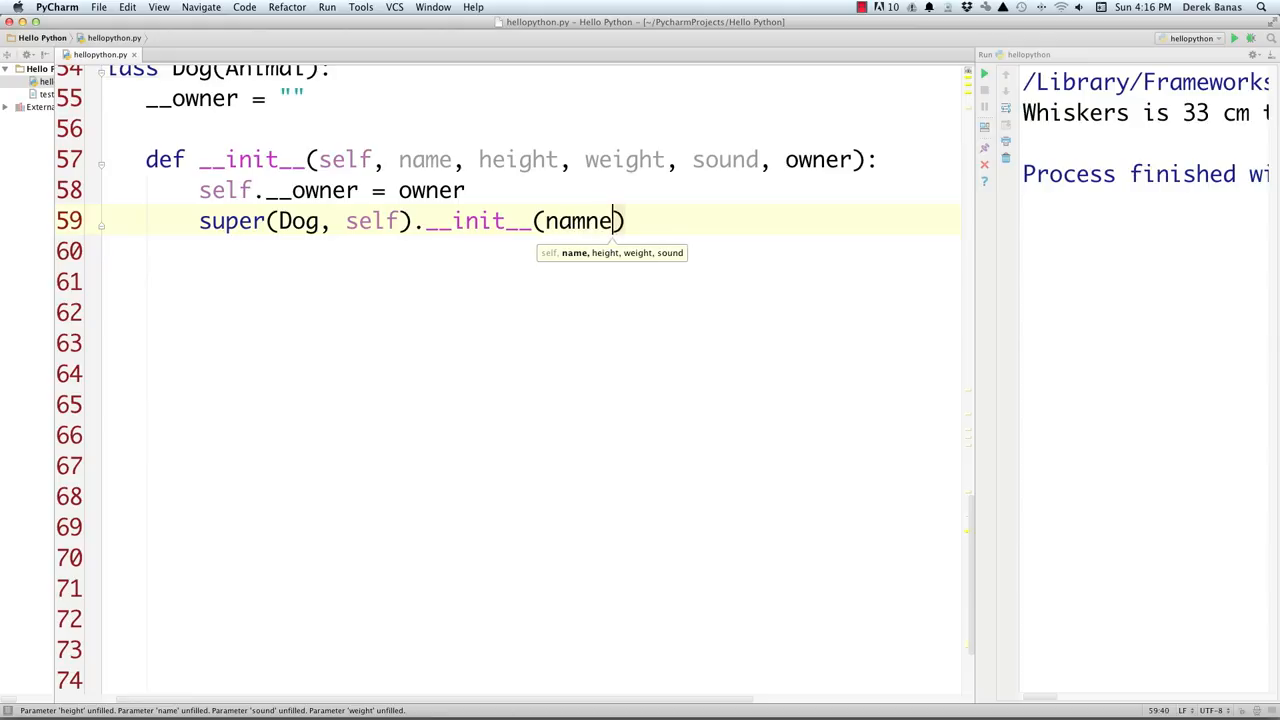 PyCharm File Edit View Navigate Code Refactor Run Tools VCS Window Help 10 Sun 4:16 PM Derek Banas
hellopython.py - Hello Python - [~/PycharmProjects/Hello Python]
Hello Python hellopython.py hellopython
hellopython.py Run hellopython
Hello P
hell
test
Extern
54 lass Dog(Animal):
55 __owner = ""
56
57 def __init__(self, name, height, weight, sound, owner):
58 self.__owner = owner
59 super(Dog, self).__init__(namne)
self, name, height, weight, sound
60
61
62
63
64
65
66
67
68
69
70
71
72
73
74
/Library/Frameworks
Whiskers is 33 cm t
Process finished wi
Parameter 'height' unfilled. Parameter 'name' unfilled. Parameter 'sound' unfilled. Parameter 'weight' unfilled. 59:40 LF UTF-8